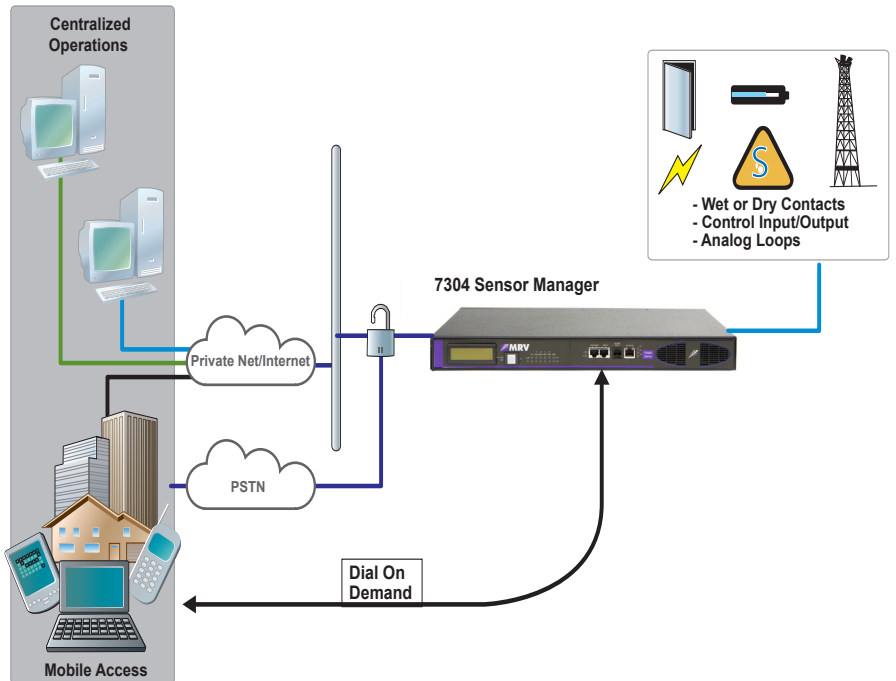 Centralized
Operations
- Wet or Dry Contacts
- Control Input/Output
- Analog Loops
7304 Sensor Manager
MRV
Private Net/Internet
PSTN
Dial On
Demand
Mobile Access